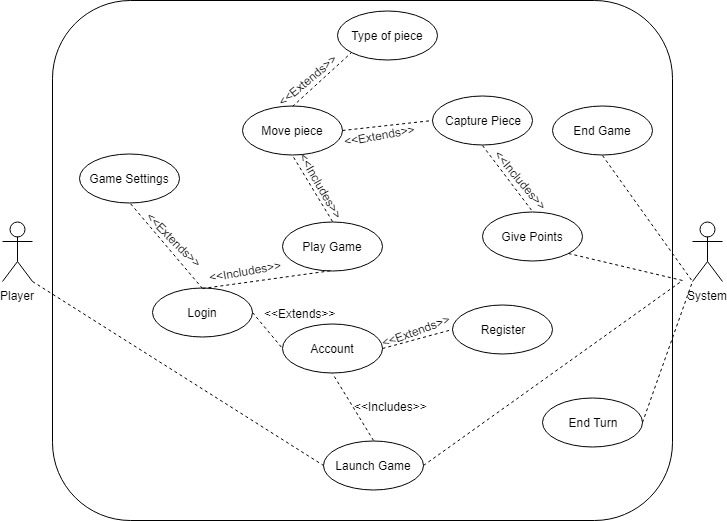 Type of piece
<<Extends>>
Move piece
<<Extends>>
Capture Piece
End Game
<<Includes>>
<<Includes>>
Game Settings
<<Extends>>
Play Game
Give Points
<<Includes>>
Player
System
Login
<<Extends>>
Account
<<Extends>>
Register
<<Includes>>
End Turn
Launch Game